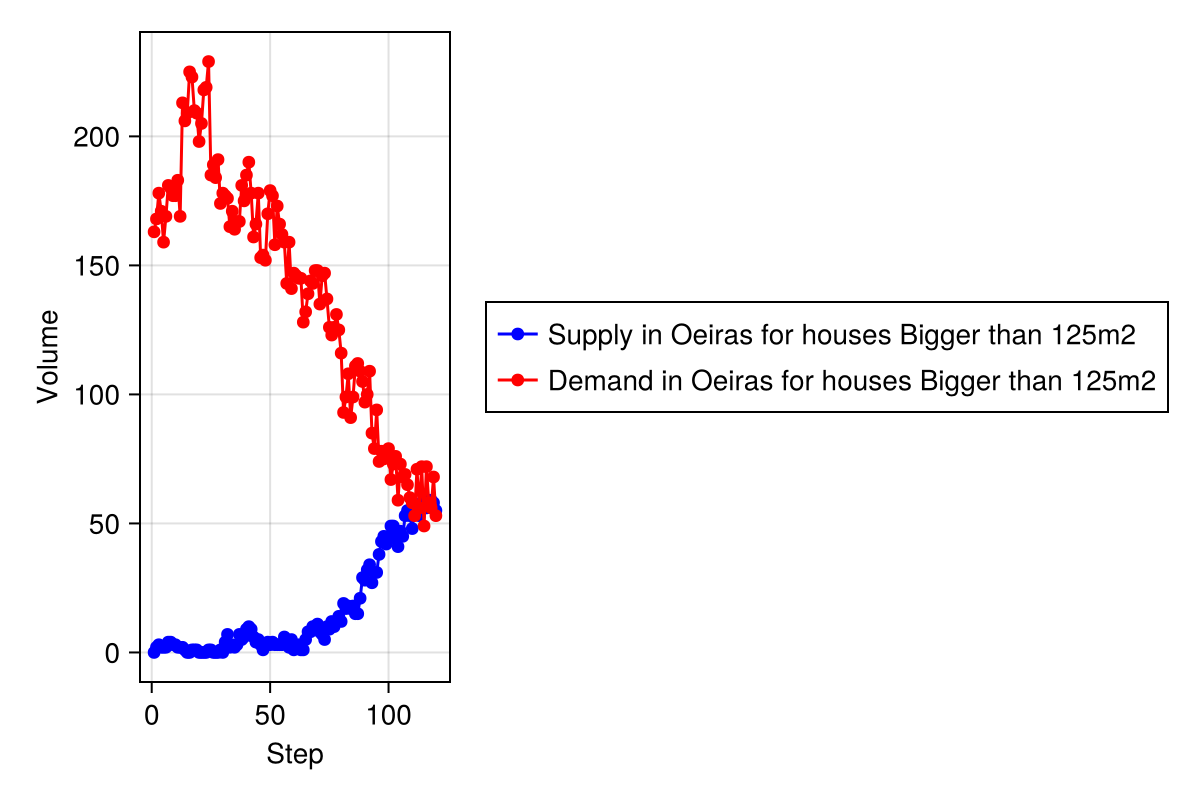 200
150
100
50
0
Volume
0 50 100
Step
Supply in Oeiras for houses Bigger than 125m2
Demand in Oeiras for houses Bigger than 125m2